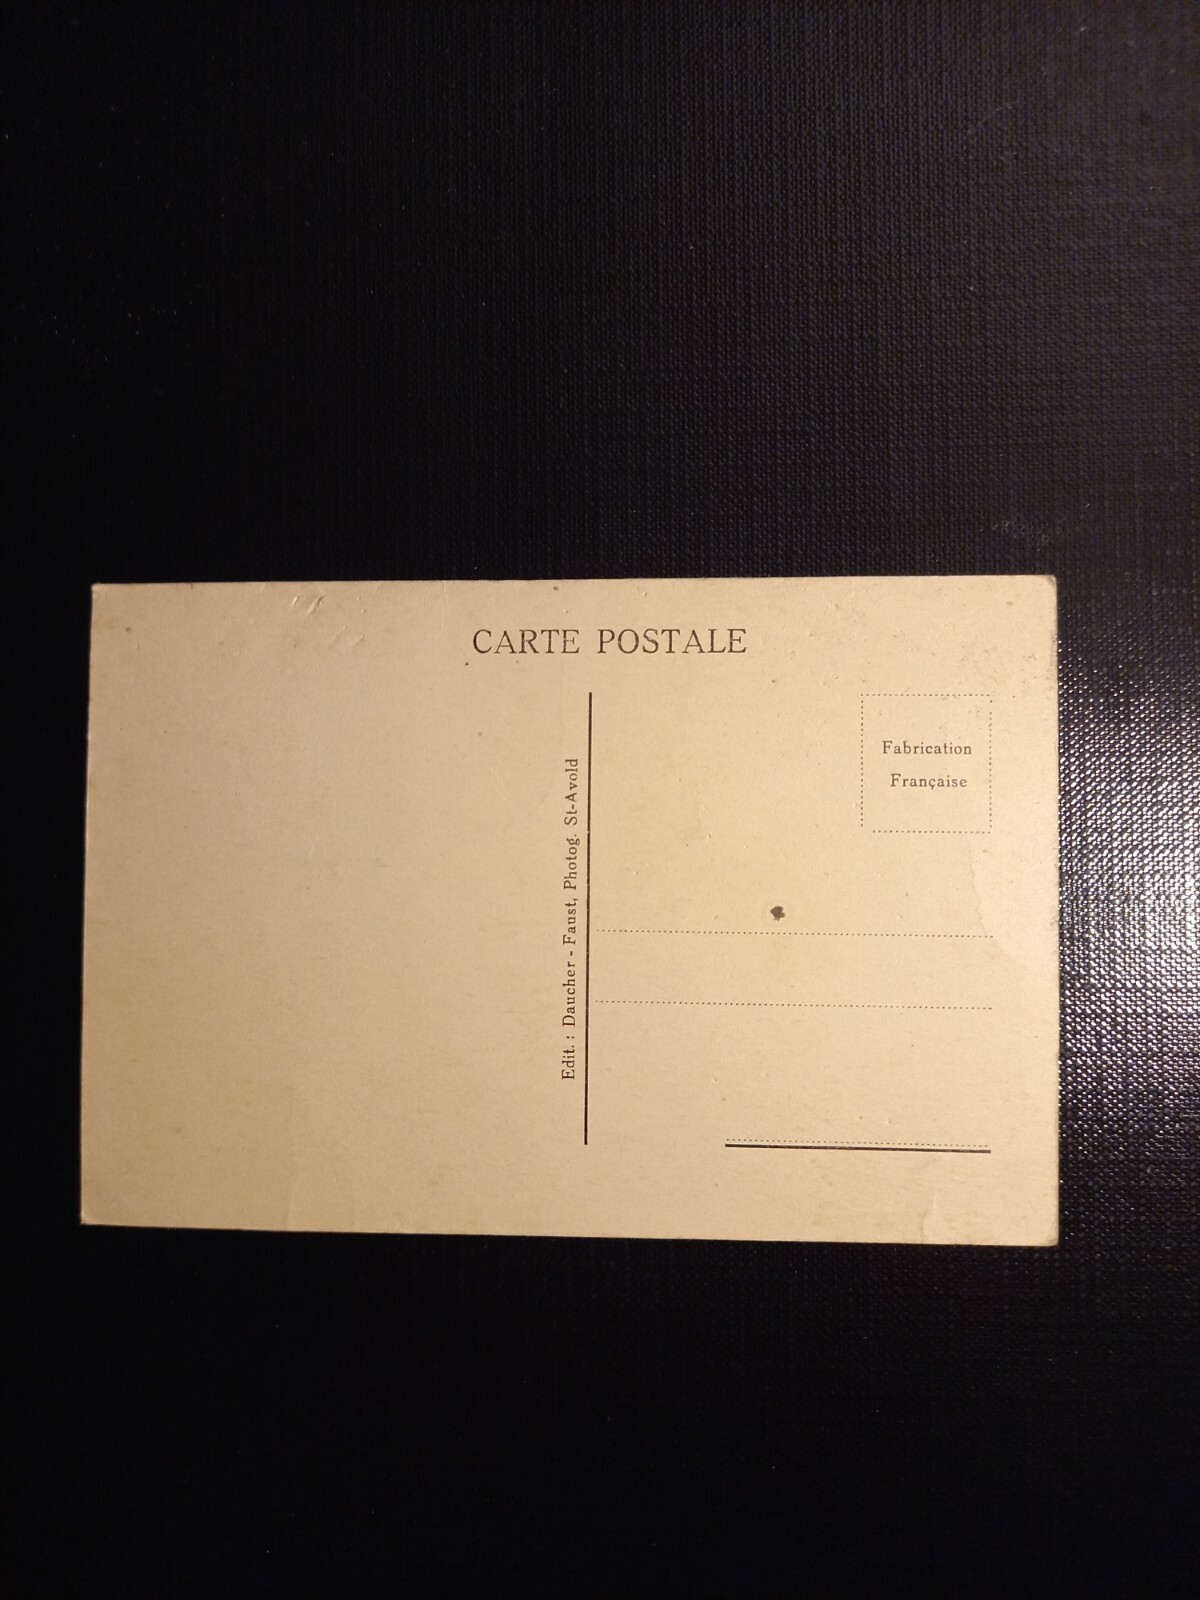 CARTE POSTALE
Edit. : Daucher - Faust, Photog. St-Avold
Fabrication
Française